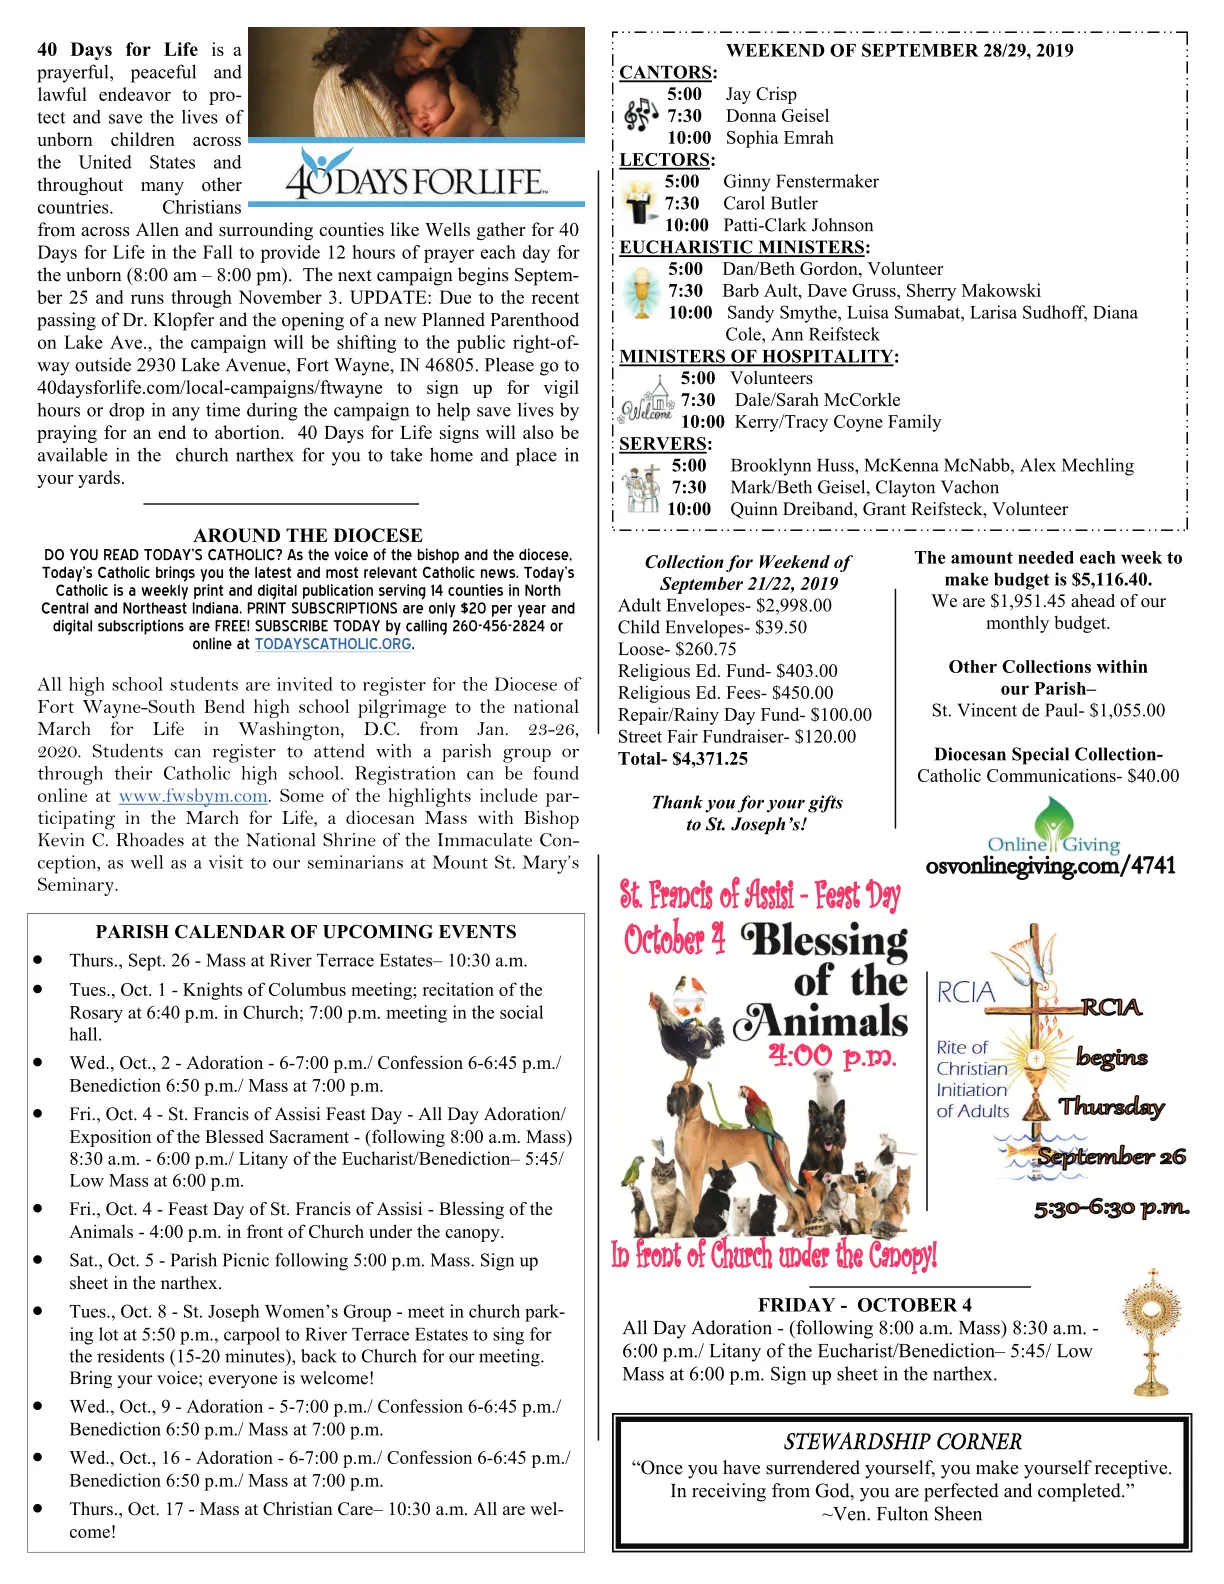 40 Days for Life is a
prayerful, peaceful and
lawful endeavor to pro-
tect and save the lives of
unborn children across
the United States and
throughout many other
countries. Christians
40 DAYS FOR LIFE™
from across Allen and surrounding counties like Wells gather for 40
Days for Life in the Fall to provide 12 hours of prayer each day for
the unborn (8:00 am – 8:00 pm). The next campaign begins Septem-
ber 25 and runs through November 3. UPDATE: Due to the recent
passing of Dr. Klopfer and the opening of a new Planned Parenthood
on Lake Ave., the campaign will be shifting to the public right-of-
way outside 2930 Lake Avenue, Fort Wayne, IN 46805. Please go to
40daysforlife.com/local-campaigns/ftwayne to sign up for vigil
hours or drop in any time during the campaign to help save lives by
praying for an end to abortion. 40 Days for Life signs will also be
available in the church narthex for you to take home and place in
your yards.
AROUND THE DIOCESE
DO YOU READ TODAY'S CATHOLIC? As the voice of the bishop and the diocese,
Today's Catholic brings you the latest and most relevant Catholic news. Today's
Catholic is a weekly print and digital publication serving 14 counties in North
Central and Northeast Indiana. PRINT SUBSCRIPTIONS are only $20 per year and
digital subscriptions are FREE! SUBSCRIBE TODAY by calling 260-456-2824 or
online at TODAYSCATHOLIC.ORG.
All high school students are invited to register for the Diocese of
Fort Wayne-South Bend high school pilgrimage to the national
March for Life in Washington, D.C. from Jan. 23-26,
2020. Students can register to attend with a parish group or
through their Catholic high school. Registration can be found
online at www.fwsbym.com. Some of the highlights include par-
ticipating in the March for Life, a diocesan Mass with Bishop
Kevin C. Rhoades at the National Shrine of the Immaculate Con-
ception, as well as a visit to our seminarians at Mount St. Mary's
Seminary.
PARISH CALENDAR OF UPCOMING EVENTS
• Thurs., Sept. 26 - Mass at River Terrace Estates– 10:30 a.m.
• Tues., Oct. 1 - Knights of Columbus meeting; recitation of the
Rosary at 6:40 p.m. in Church; 7:00 p.m. meeting in the social
hall.
• Wed., Oct., 2 - Adoration - 6-7:00 p.m./ Confession 6-6:45 p.m./
Benediction 6:50 p.m./ Mass at 7:00 p.m.
• Fri., Oct. 4 - St. Francis of Assisi Feast Day - All Day Adoration/
Exposition of the Blessed Sacrament - (following 8:00 a.m. Mass)
8:30 a.m. - 6:00 p.m./ Litany of the Eucharist/Benediction– 5:45/
Low Mass at 6:00 p.m.
• Fri., Oct. 4 - Feast Day of St. Francis of Assisi - Blessing of the
Animals - 4:00 p.m. in front of Church under the canopy.
• Sat., Oct. 5 - Parish Picnic following 5:00 p.m. Mass. Sign up
sheet in the narthex.
• Tues., Oct. 8 - St. Joseph Women's Group - meet in church park-
ing lot at 5:50 p.m., carpool to River Terrace Estates to sing for
the residents (15-20 minutes), back to Church for our meeting.
Bring your voice; everyone is welcome!
• Wed., Oct., 9 - Adoration - 5-7:00 p.m./ Confession 6-6:45 p.m./
Benediction 6:50 p.m./ Mass at 7:00 p.m.
• Wed., Oct., 16 - Adoration - 6-7:00 p.m./ Confession 6-6:45 p.m./
Benediction 6:50 p.m./ Mass at 7:00 p.m.
• Thurs., Oct. 17 - Mass at Christian Care– 10:30 a.m. All are wel-
come!
WEEKEND OF SEPTEMBER 28/29, 2019
CANTORS:
5:00 Jay Crisp
7:30 Donna Geisel
10:00 Sophia Emrah
LECTORS:
5:00 Ginny Fenstermaker
7:30 Carol Butler
10:00 Patti-Clark Johnson
EUCHARISTIC MINISTERS:
5:00 Dan/Beth Gordon, Volunteer
7:30 Barb Ault, Dave Gruss, Sherry Makowski
10:00 Sandy Smythe, Luisa Sumabat, Larisa Sudhoff, Diana
Cole, Ann Reifsteck
MINISTERS OF HOSPITALITY:
Welcome
5:00 Volunteers
7:30 Dale/Sarah McCorkle
10:00 Kerry/Tracy Coyne Family
SERVERS:
5:00 Brooklynn Huss, McKenna McNabb, Alex Mechling
7:30 Mark/Beth Geisel, Clayton Vachon
10:00 Quinn Dreiband, Grant Reifsteck, Volunteer
Collection for Weekend of
September 21/22, 2019
Adult Envelopes- $2,998.00
Child Envelopes- $39.50
Loose- $260.75
Religious Ed. Fund- $403.00
Religious Ed. Fees- $450.00
Repair/Rainy Day Fund- $100.00
Street Fair Fundraiser- $120.00
Total- $4,371.25
Thank you for your gifts
to St. Joseph's!
The amount needed each week to
make budget is $5,116.40.
We are $1,951.45 ahead of our
monthly budget.
Other Collections within
our Parish–
St. Vincent de Paul- $1,055.00
Diocesan Special Collection-
Catholic Communications- $40.00
Online Giving
osvonlinegiving.com/4741
St. Francis of Assisi - Feast Day
October 4
Blessing
of the
Animals
4:00 p.m.
In front of Church under the Canopy!
RCIA
Rite of
Christian
Initiation
of Adults
RCIA
begins
Thursday
September 26
5:30-6:30 p.m.
FRIDAY - OCTOBER 4
All Day Adoration - (following 8:00 a.m. Mass) 8:30 a.m. -
6:00 p.m./ Litany of the Eucharist/Benediction– 5:45/ Low
Mass at 6:00 p.m. Sign up sheet in the narthex.
STEWARDSHIP CORNER
“Once you have surrendered yourself, you make yourself receptive.
In receiving from God, you are perfected and completed.”
~Ven. Fulton Sheen